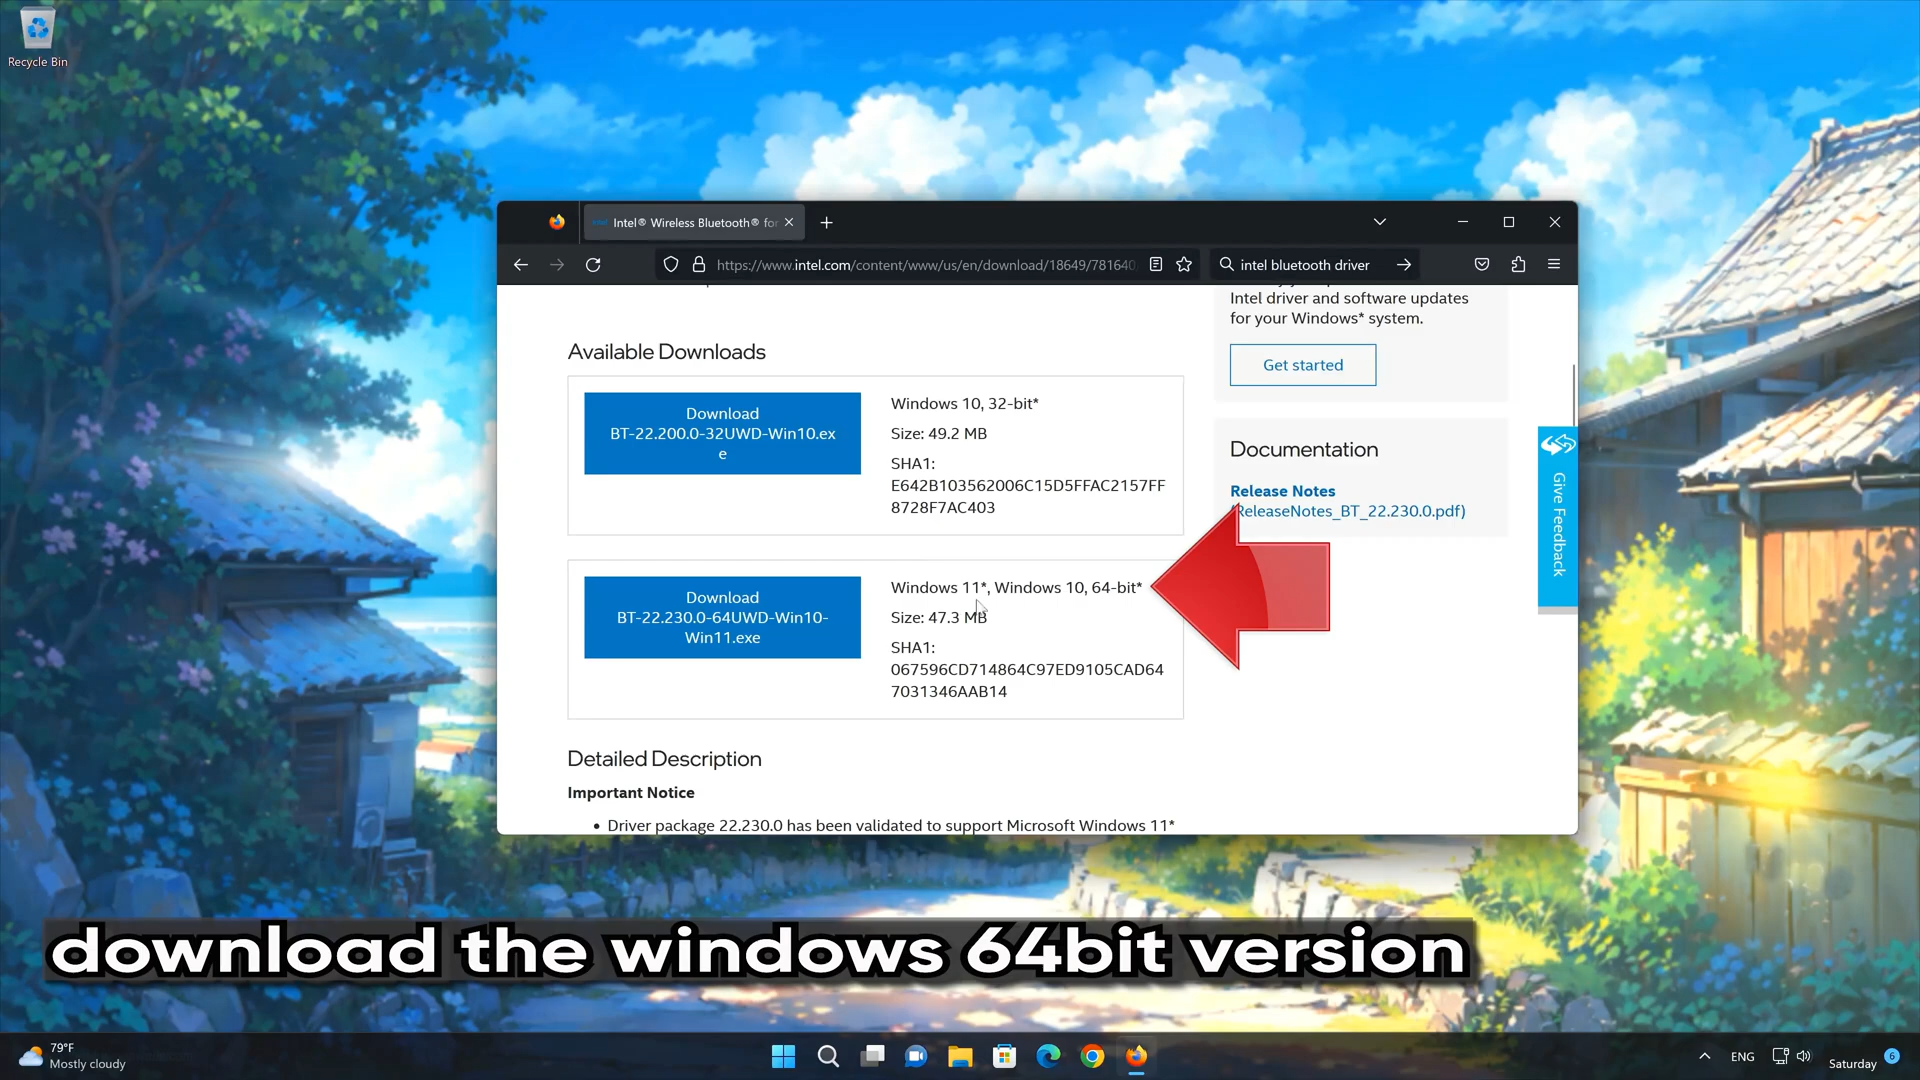 Recycle Bin
Intel® Wireless Bluetooth® for
https://www.intel.com/content/www/us/en/download/18649/781640
intel bluetooth driver
Intel driver and software updates
for your Windows* system.
Get started
Available Downloads
Download
BT-22.200.0-32UWD-Win10.ex
e
Windows 10, 32-bit*
Size: 49.2 MB
SHA1:
E642B103562006C15D5FFAC2157FF
8728F7AC403
Documentation
Release Notes
(ReleaseNotes_BT_22.230.0.pdf)
Give Feedback
Download
BT-22.230.0-64UWD-Win10-
Win11.exe
Windows 11*, Windows 10, 64-bit*
Size: 47.3 MB
SHA1:
067596CD714864C97ED9105CAD64
7031346AAB14
Detailed Description
Important Notice
• Driver package 22.230.0 has been validated to support Microsoft Windows 11*
download the windows 64bit version
79°F
Mostly cloudy
ENG
Saturday
6